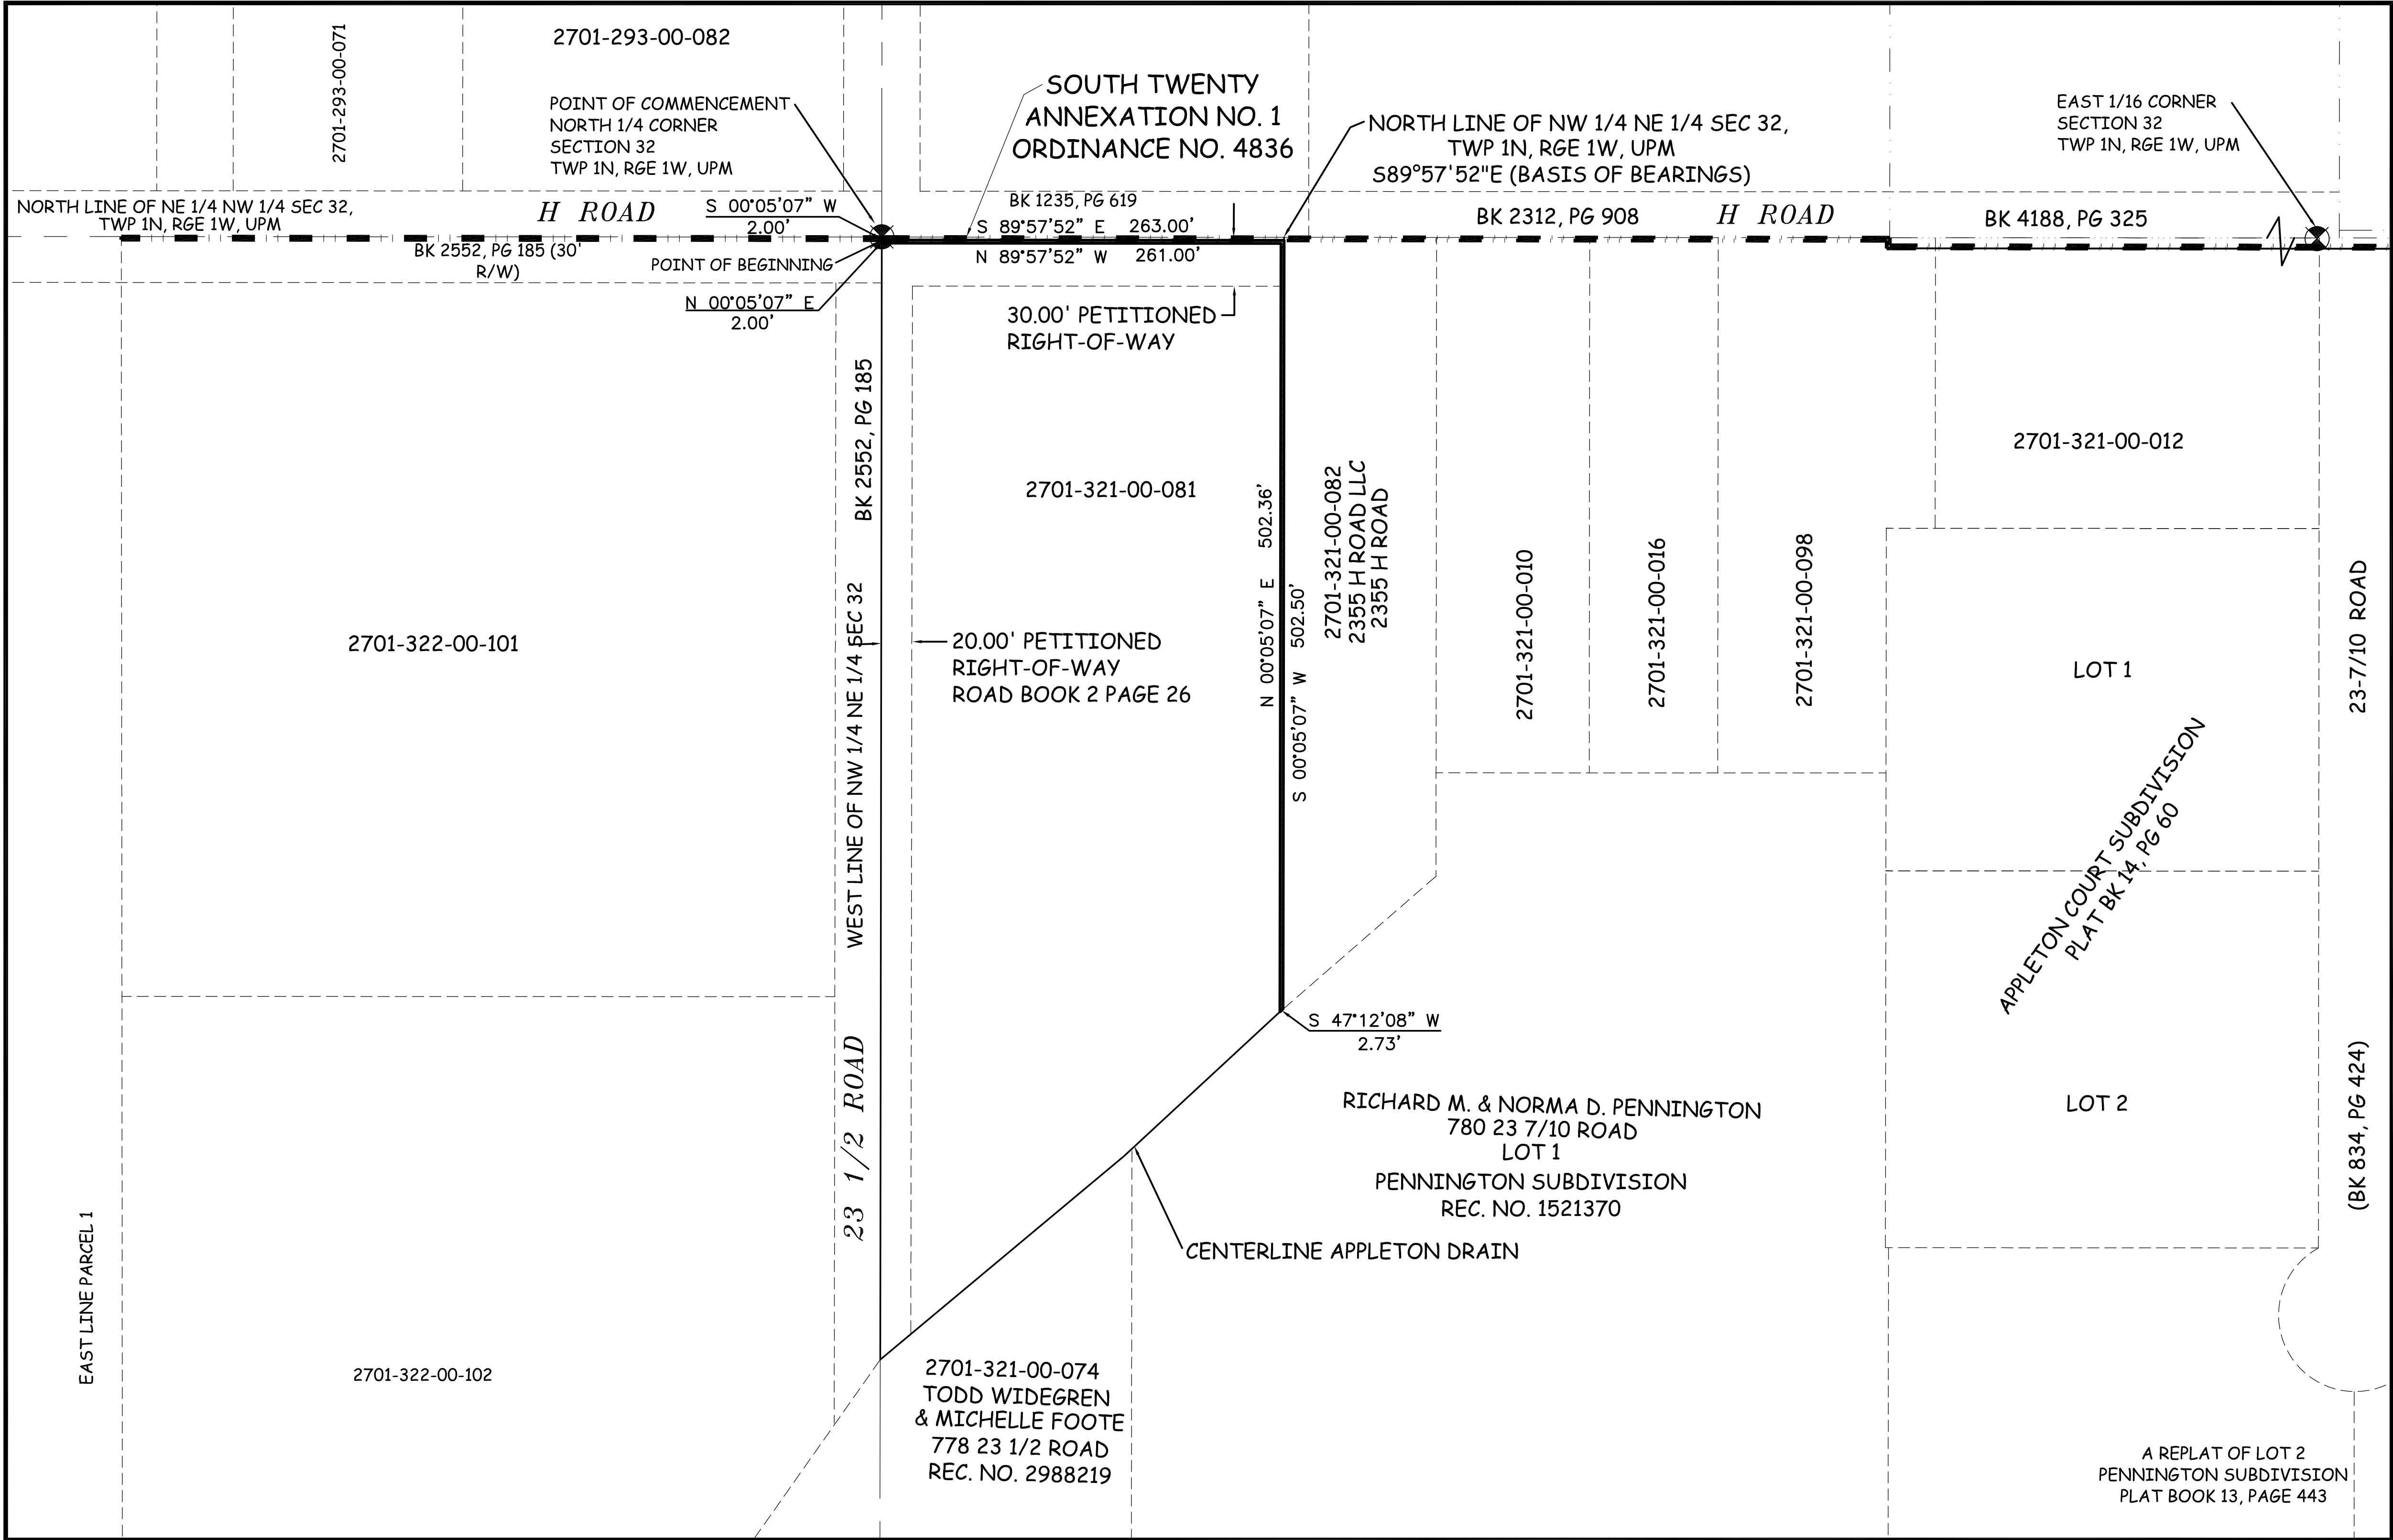 2701-293-00-071
2701-293-00-082
POINT OF COMMENCEMENT
NORTH 1/4 CORNER
SECTION 32
TWP 1N, RGE 1W, UPM
SOUTH TWENTY
ANNEXATION NO. 1
ORDINANCE NO. 4836
NORTH LINE OF NW 1/4 NE 1/4 SEC 32,
TWP 1N, RGE 1W, UPM
S89°57'52"E (BASIS OF BEARINGS)
EAST 1/16 CORNER
SECTION 32
TWP 1N, RGE 1W, UPM
NORTH LINE OF NE 1/4 NW 1/4 SEC 32,
TWP 1N, RGE 1W, UPM
H ROAD
S 00°05'07" W
2.00'
BK 1235, PG 619
S 89°57'52" E 263.00'
N 89°57'52" W 261.00'
BK 2312, PG 908
H ROAD
BK 4188, PG 325
BK 2552, PG 185 (30'
R/W)
POINT OF BEGINNING
N 00°05'07" E
2.00'
30.00' PETITIONED
RIGHT-OF-WAY
BK 2552, PG 185
WEST LINE OF NW 1/4 NE 1/4 SEC 32
23 1/2 ROAD
2701-321-00-081
20.00' PETITIONED
RIGHT-OF-WAY
ROAD BOOK 2 PAGE 26
N 00°05'07" E 502.36'
S 00°05'07" W 502.50'
2701-321-00-082
2355 H ROAD LLC
2355 H ROAD
2701-321-00-010
2701-321-00-016
2701-321-00-098
2701-321-00-012
2701-322-00-101
LOT 1
23-7/10 ROAD
APPLETON COURT SUBDIVISION
PLAT BK 14, PG 60
S 47°12'08" W
2.73'
LOT 2
(BK 834, PG 424)
RICHARD M. & NORMA D. PENNINGTON
780 23 7/10 ROAD
LOT 1
PENNINGTON SUBDIVISION
REC. NO. 1521370
CENTERLINE APPLETON DRAIN
EAST LINE PARCEL 1
2701-322-00-102
2701-321-00-074
TODD WIDEGREN
& MICHELLE FOOTE
778 23 1/2 ROAD
REC. NO. 2988219
A REPLAT OF LOT 2
PENNINGTON SUBDIVISION
PLAT BOOK 13, PAGE 443